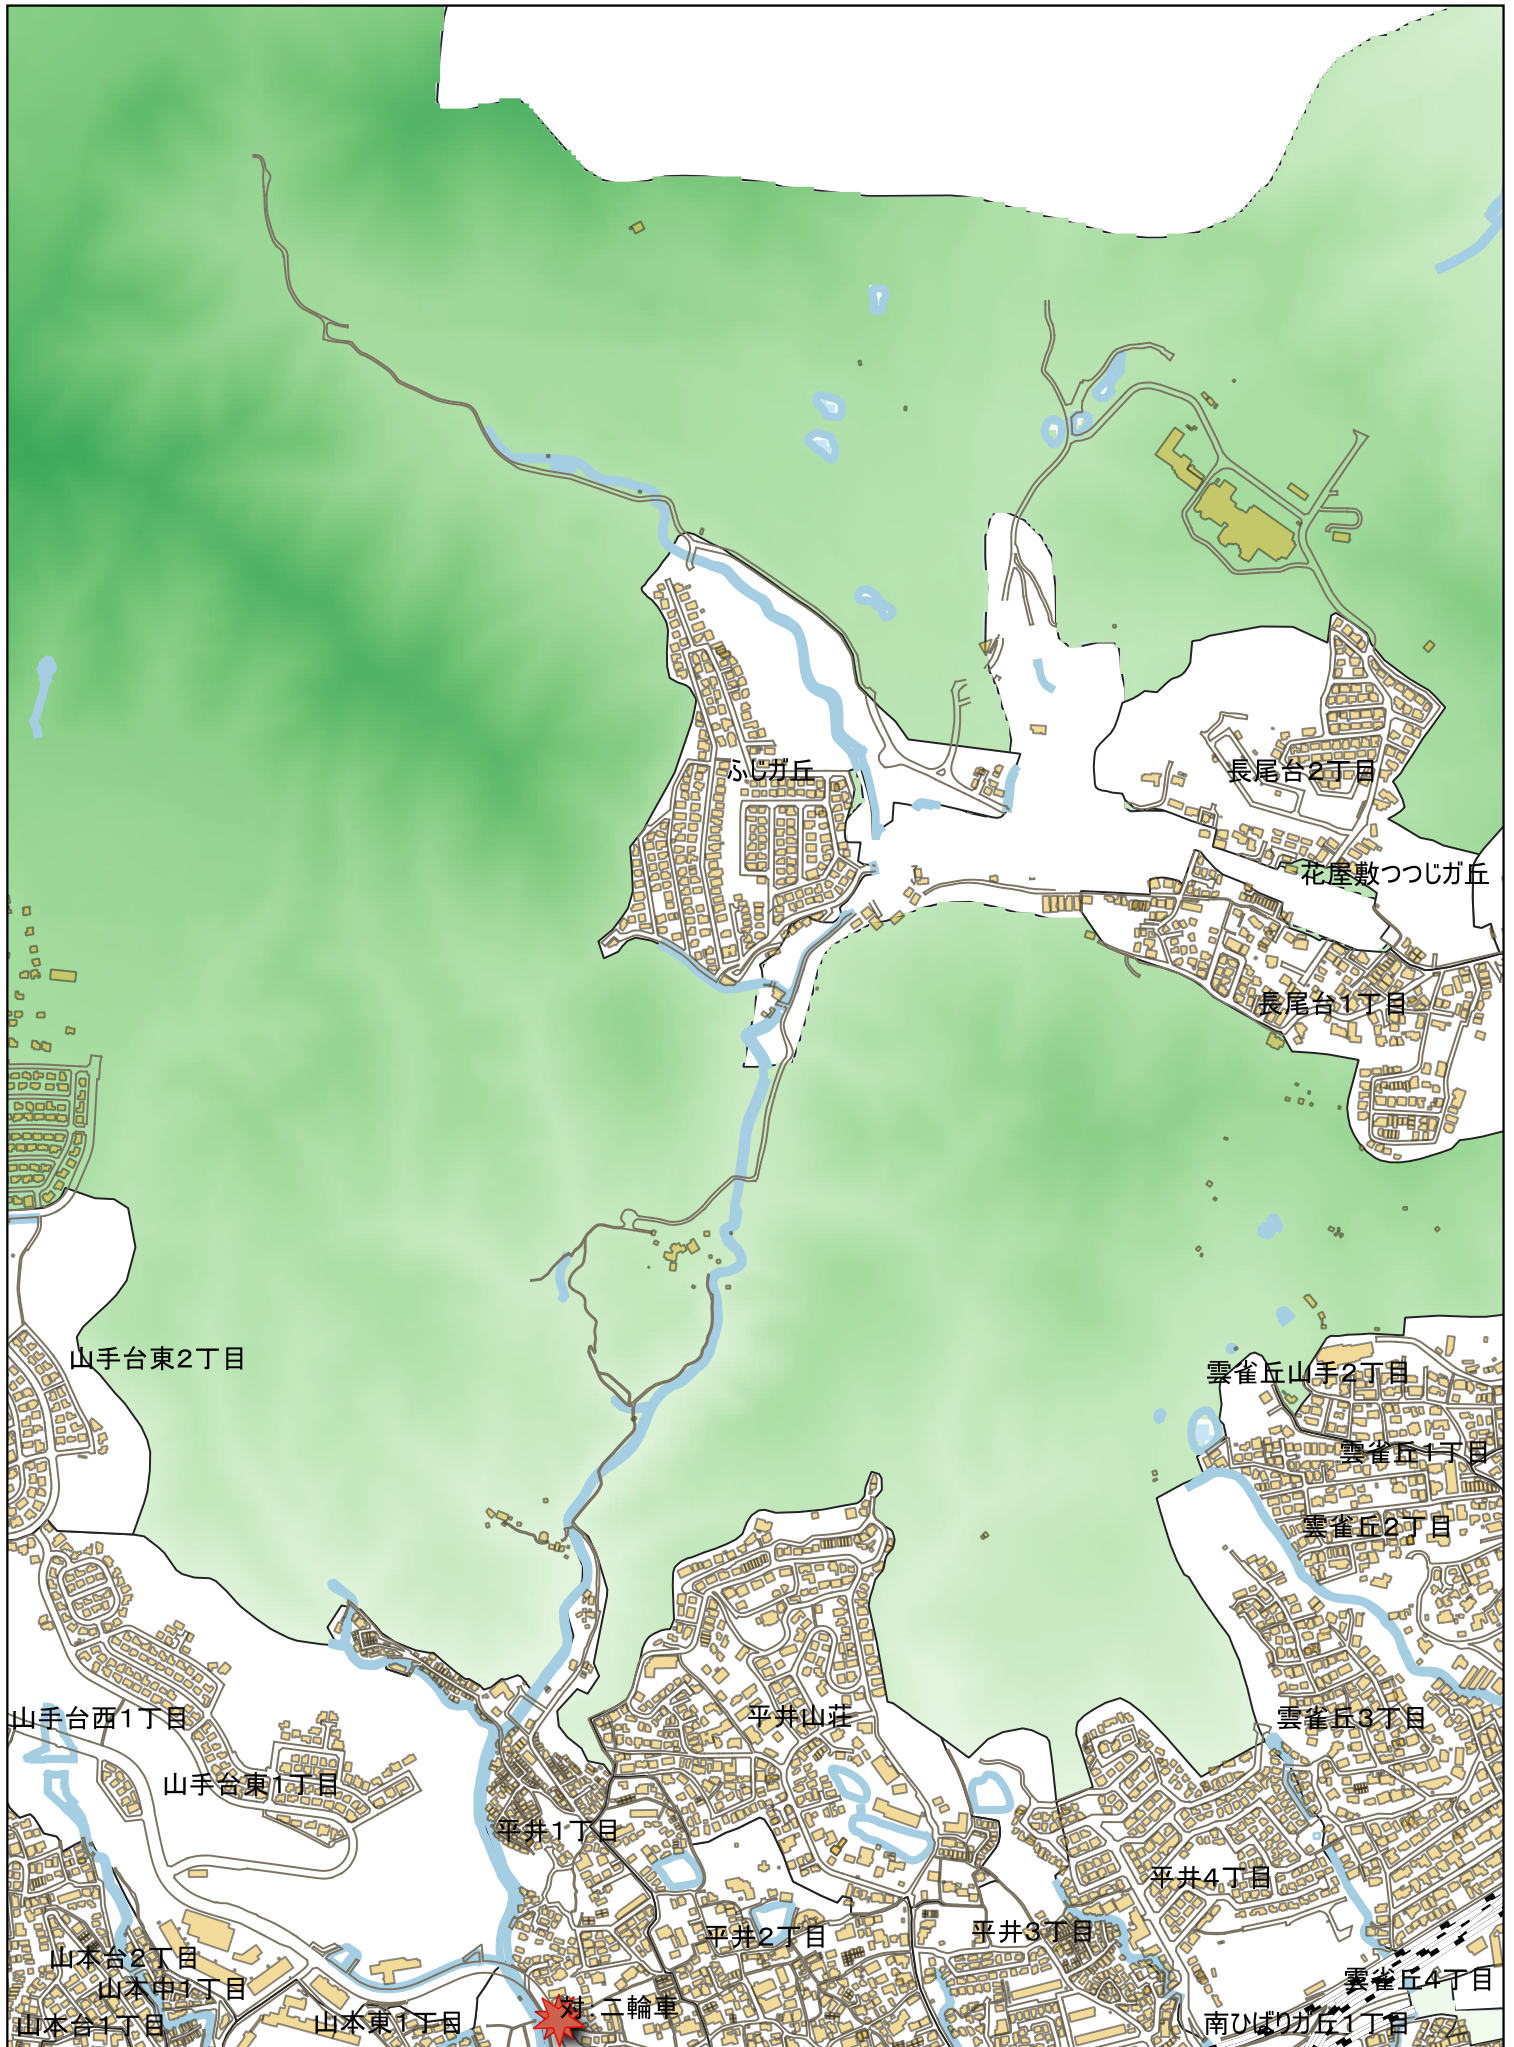 ふじガ丘
長尾台2丁目
花屋敷つつじガ丘
長尾台1丁目
山手台東2丁目
雲雀丘山手2丁目
雲雀丘1丁目
雲雀丘2丁目
山手台西1丁目
平井山荘
雲雀丘3丁目
山手台東1丁目
平井1丁目
平井4丁目
平井2丁目
平井3丁目
山本台2丁目
雲雀丘4丁目
山本中1丁目
対:二輪車
山本台1丁目
山本東1丁目
南ひばりガ丘1丁目